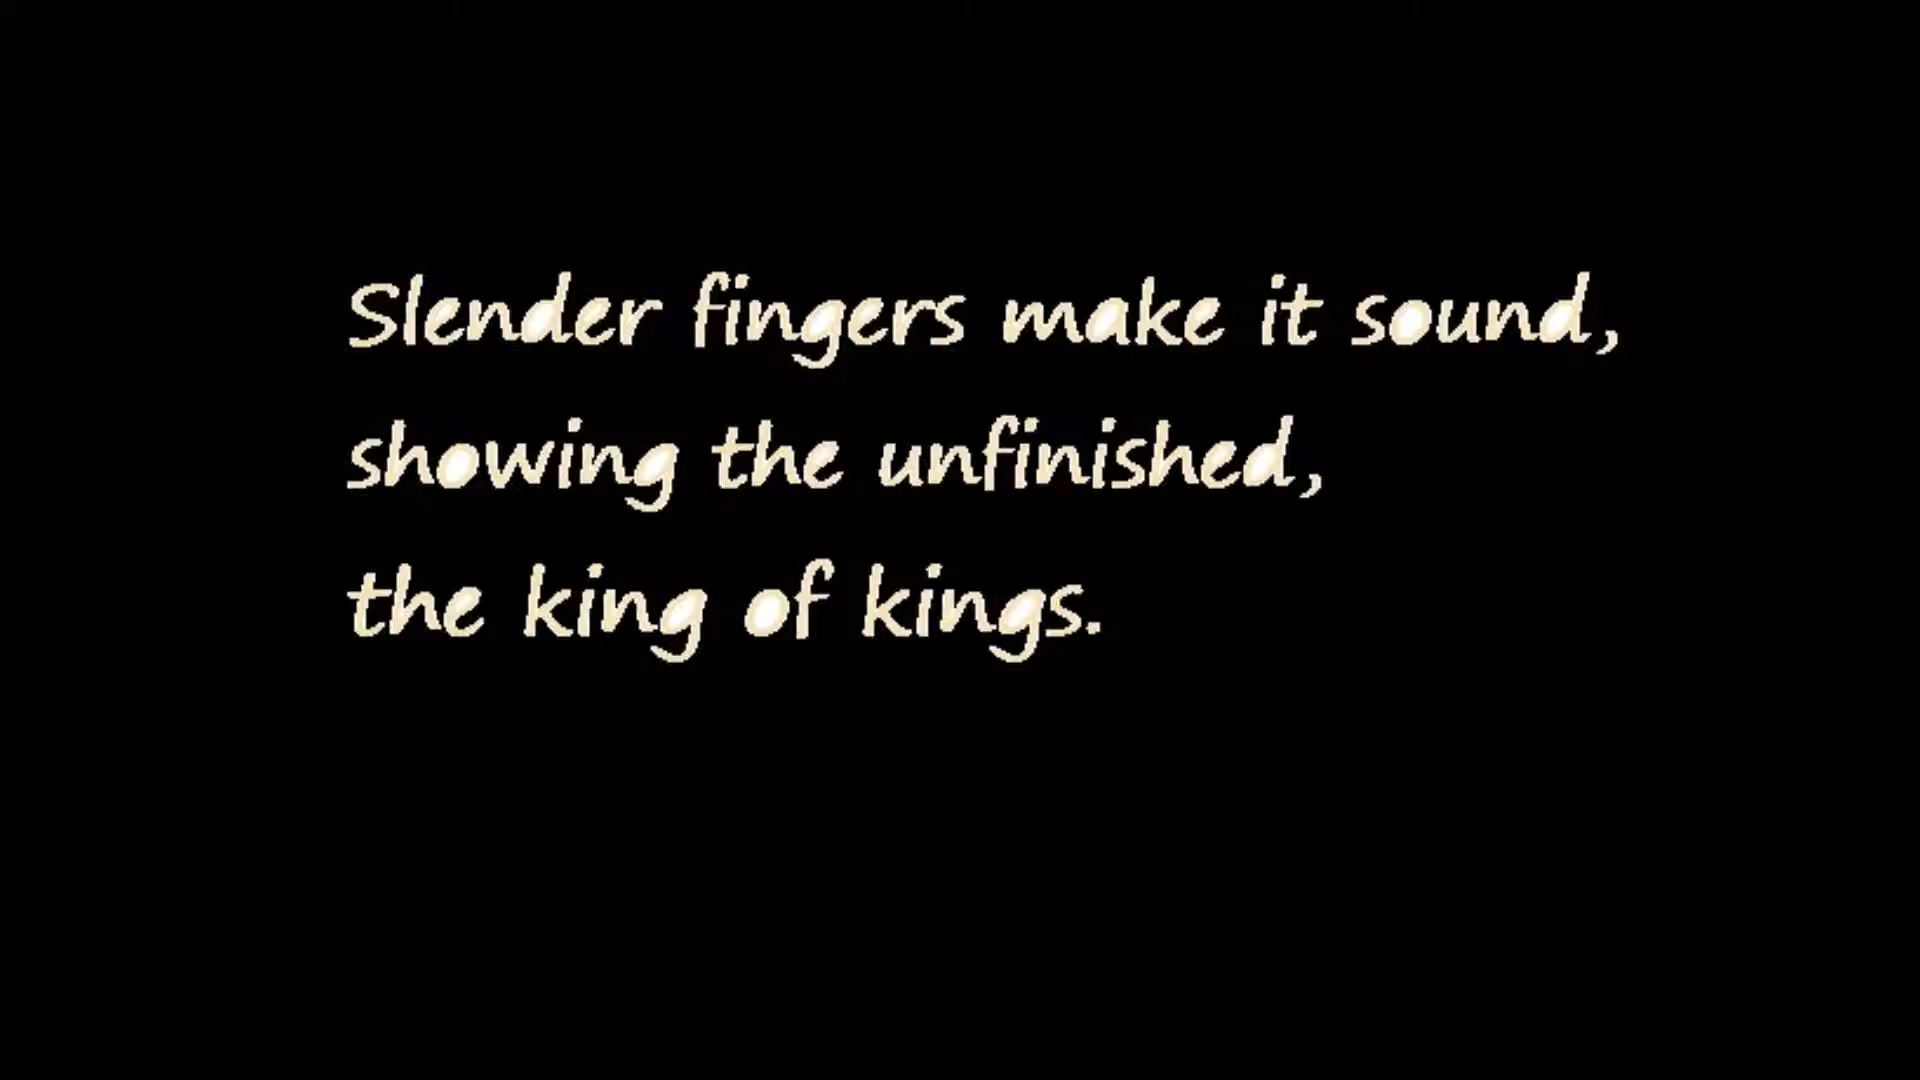 Slender fingers make it sound,
showing the unfinished,
the king of kings.